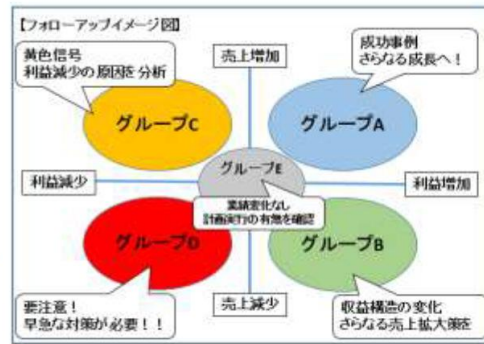 【フォローアップイメージ図】
黄色信号
利益減少の原因を分析
売上増加
成功事例
さらなる成長へ！
グループC
グループA
グループE
利益減少
利益増加
業績変化なし
計画実行の有無を確認
グループD
グループB
要注意！
早急な対策が必要！！
売上減少
収益構造の変化
さらなる売上拡大策を